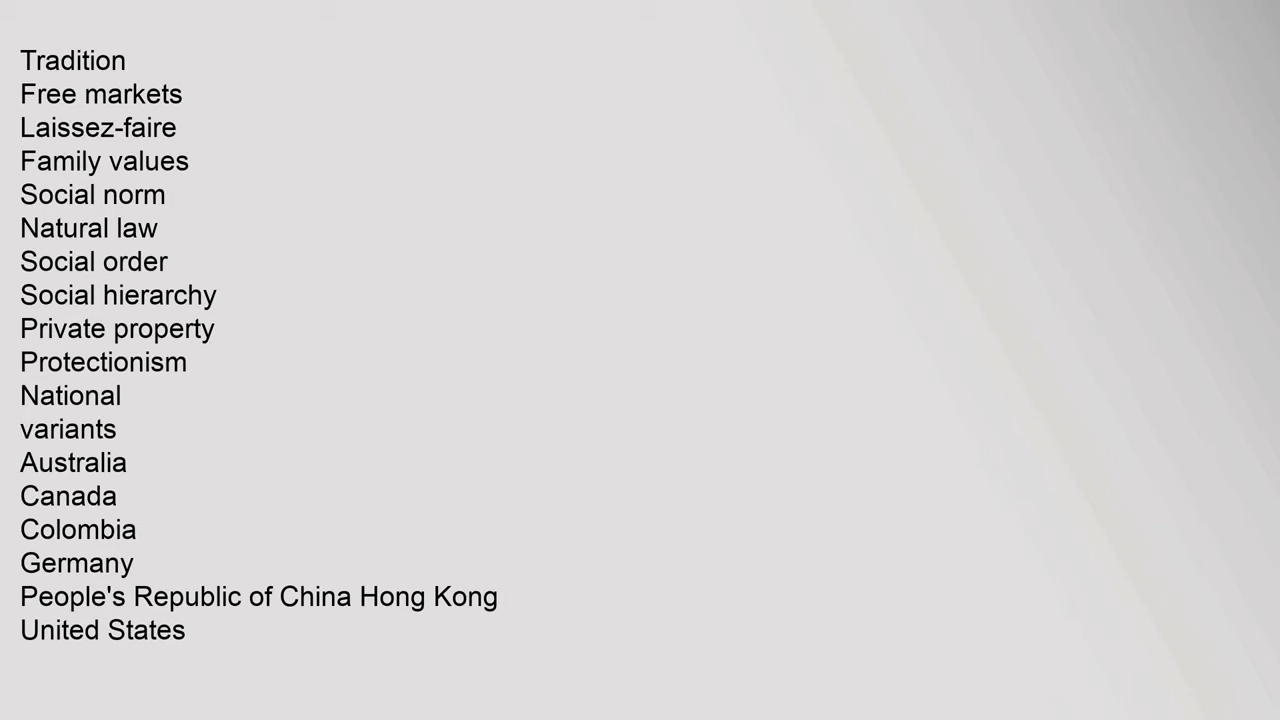 Tradition
Free markets
Laissez-faire
Family values
Social norm
Natural law
Social order
Social hierarchy
Private property
Protectionism
National
variants
Australia
Canada
Colombia
Germany
People's Republic of China Hong Kong
United States